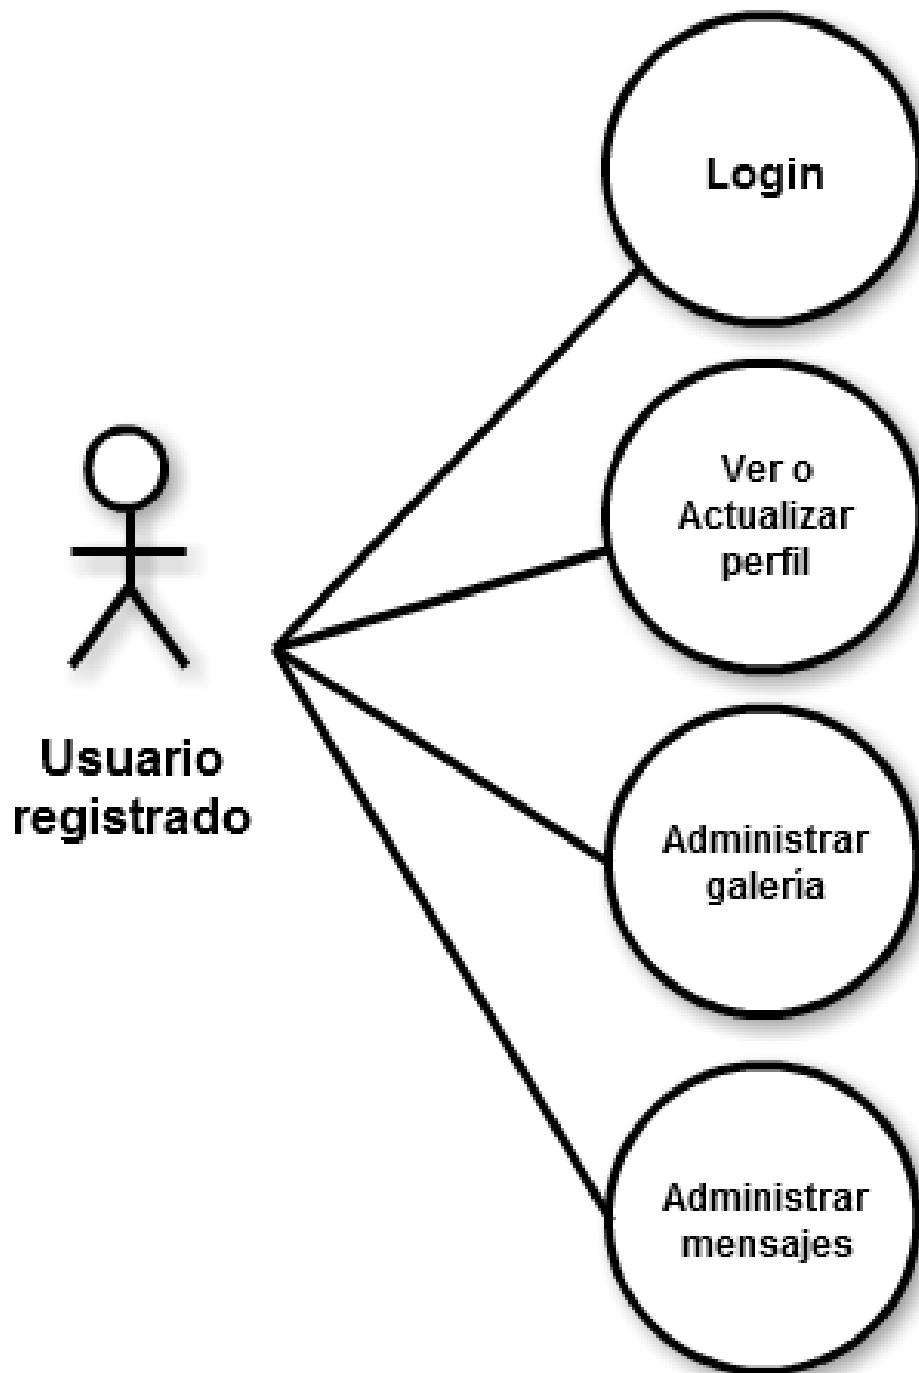 Login
Ver o
Actualizar
perfil
Usuario
registrado
Administrar
galería
Administrar
mensajes